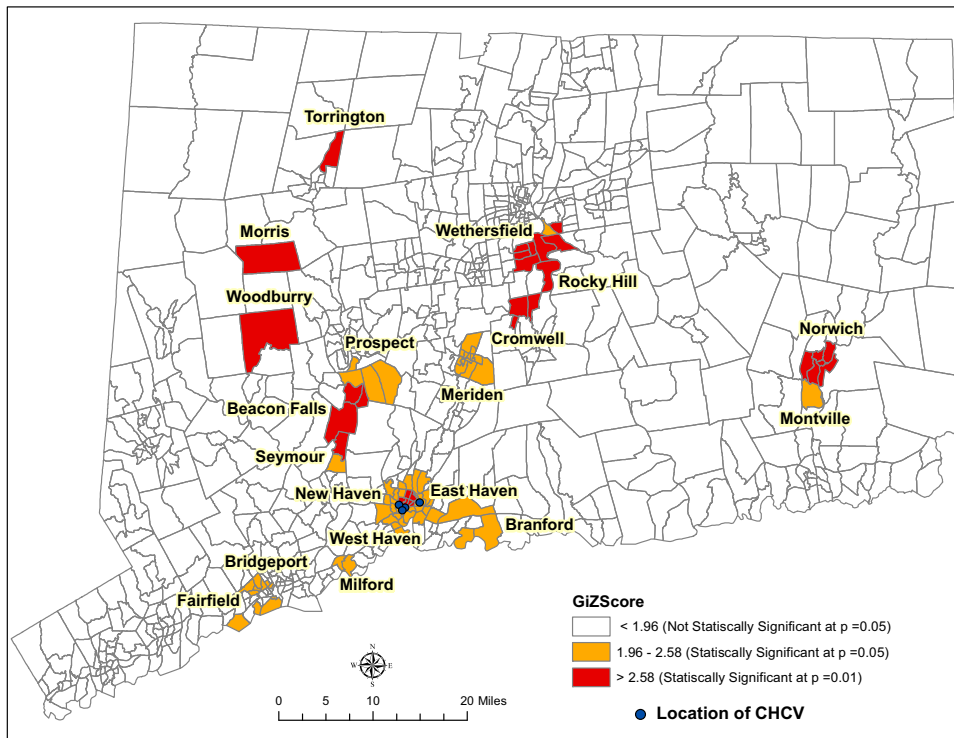 Torrington
Morris
Wethersfield
Rocky Hill
Woodburry
Norwich
Prospect
Cromwell
Meriden
Beacon Falls
Montville
Seymour
New Haven
East Haven
Branford
West Haven
Bridgeport
Milford
Fairfield
GiZScore
< 1.96 (Not Statiscally Significant at p =0.05)
1.96 - 2.58 (Statiscally Significant at p =0.05)
> 2.58 (Statiscally Significant at p =0.01)
Location of CHCV
N
W E
S
0 5 10 20 Miles